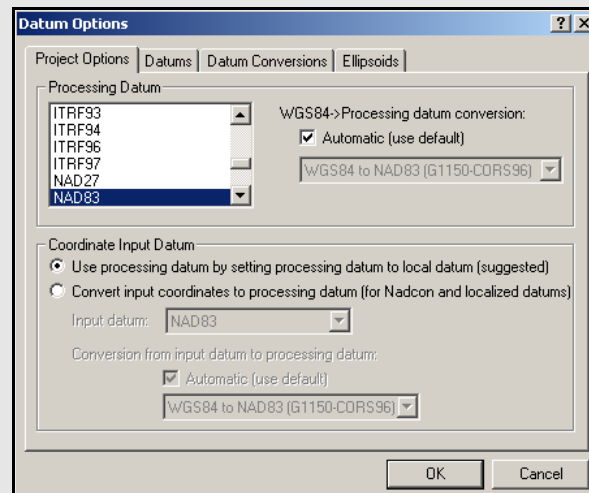 Datum Options
Project Options Datums Datum Conversions Ellipsoids
Processing Datum
ITRF93
ITRF94
ITRF96
ITRF97
NAD27
NAD83
WGS84->Processing datum conversion:
Automatic (use default)
WGS84 to NAD83 (G1150-CORS96)
Coordinate Input Datum
Use processing datum by setting processing datum to local datum (suggested)
Convert input coordinates to processing datum (for Nadcon and localized datums)
Input datum: NAD83
Conversion from input datum to processing datum:
Automatic (use default)
WGS84 to NAD83 (G1150-CORS96)
OK Cancel